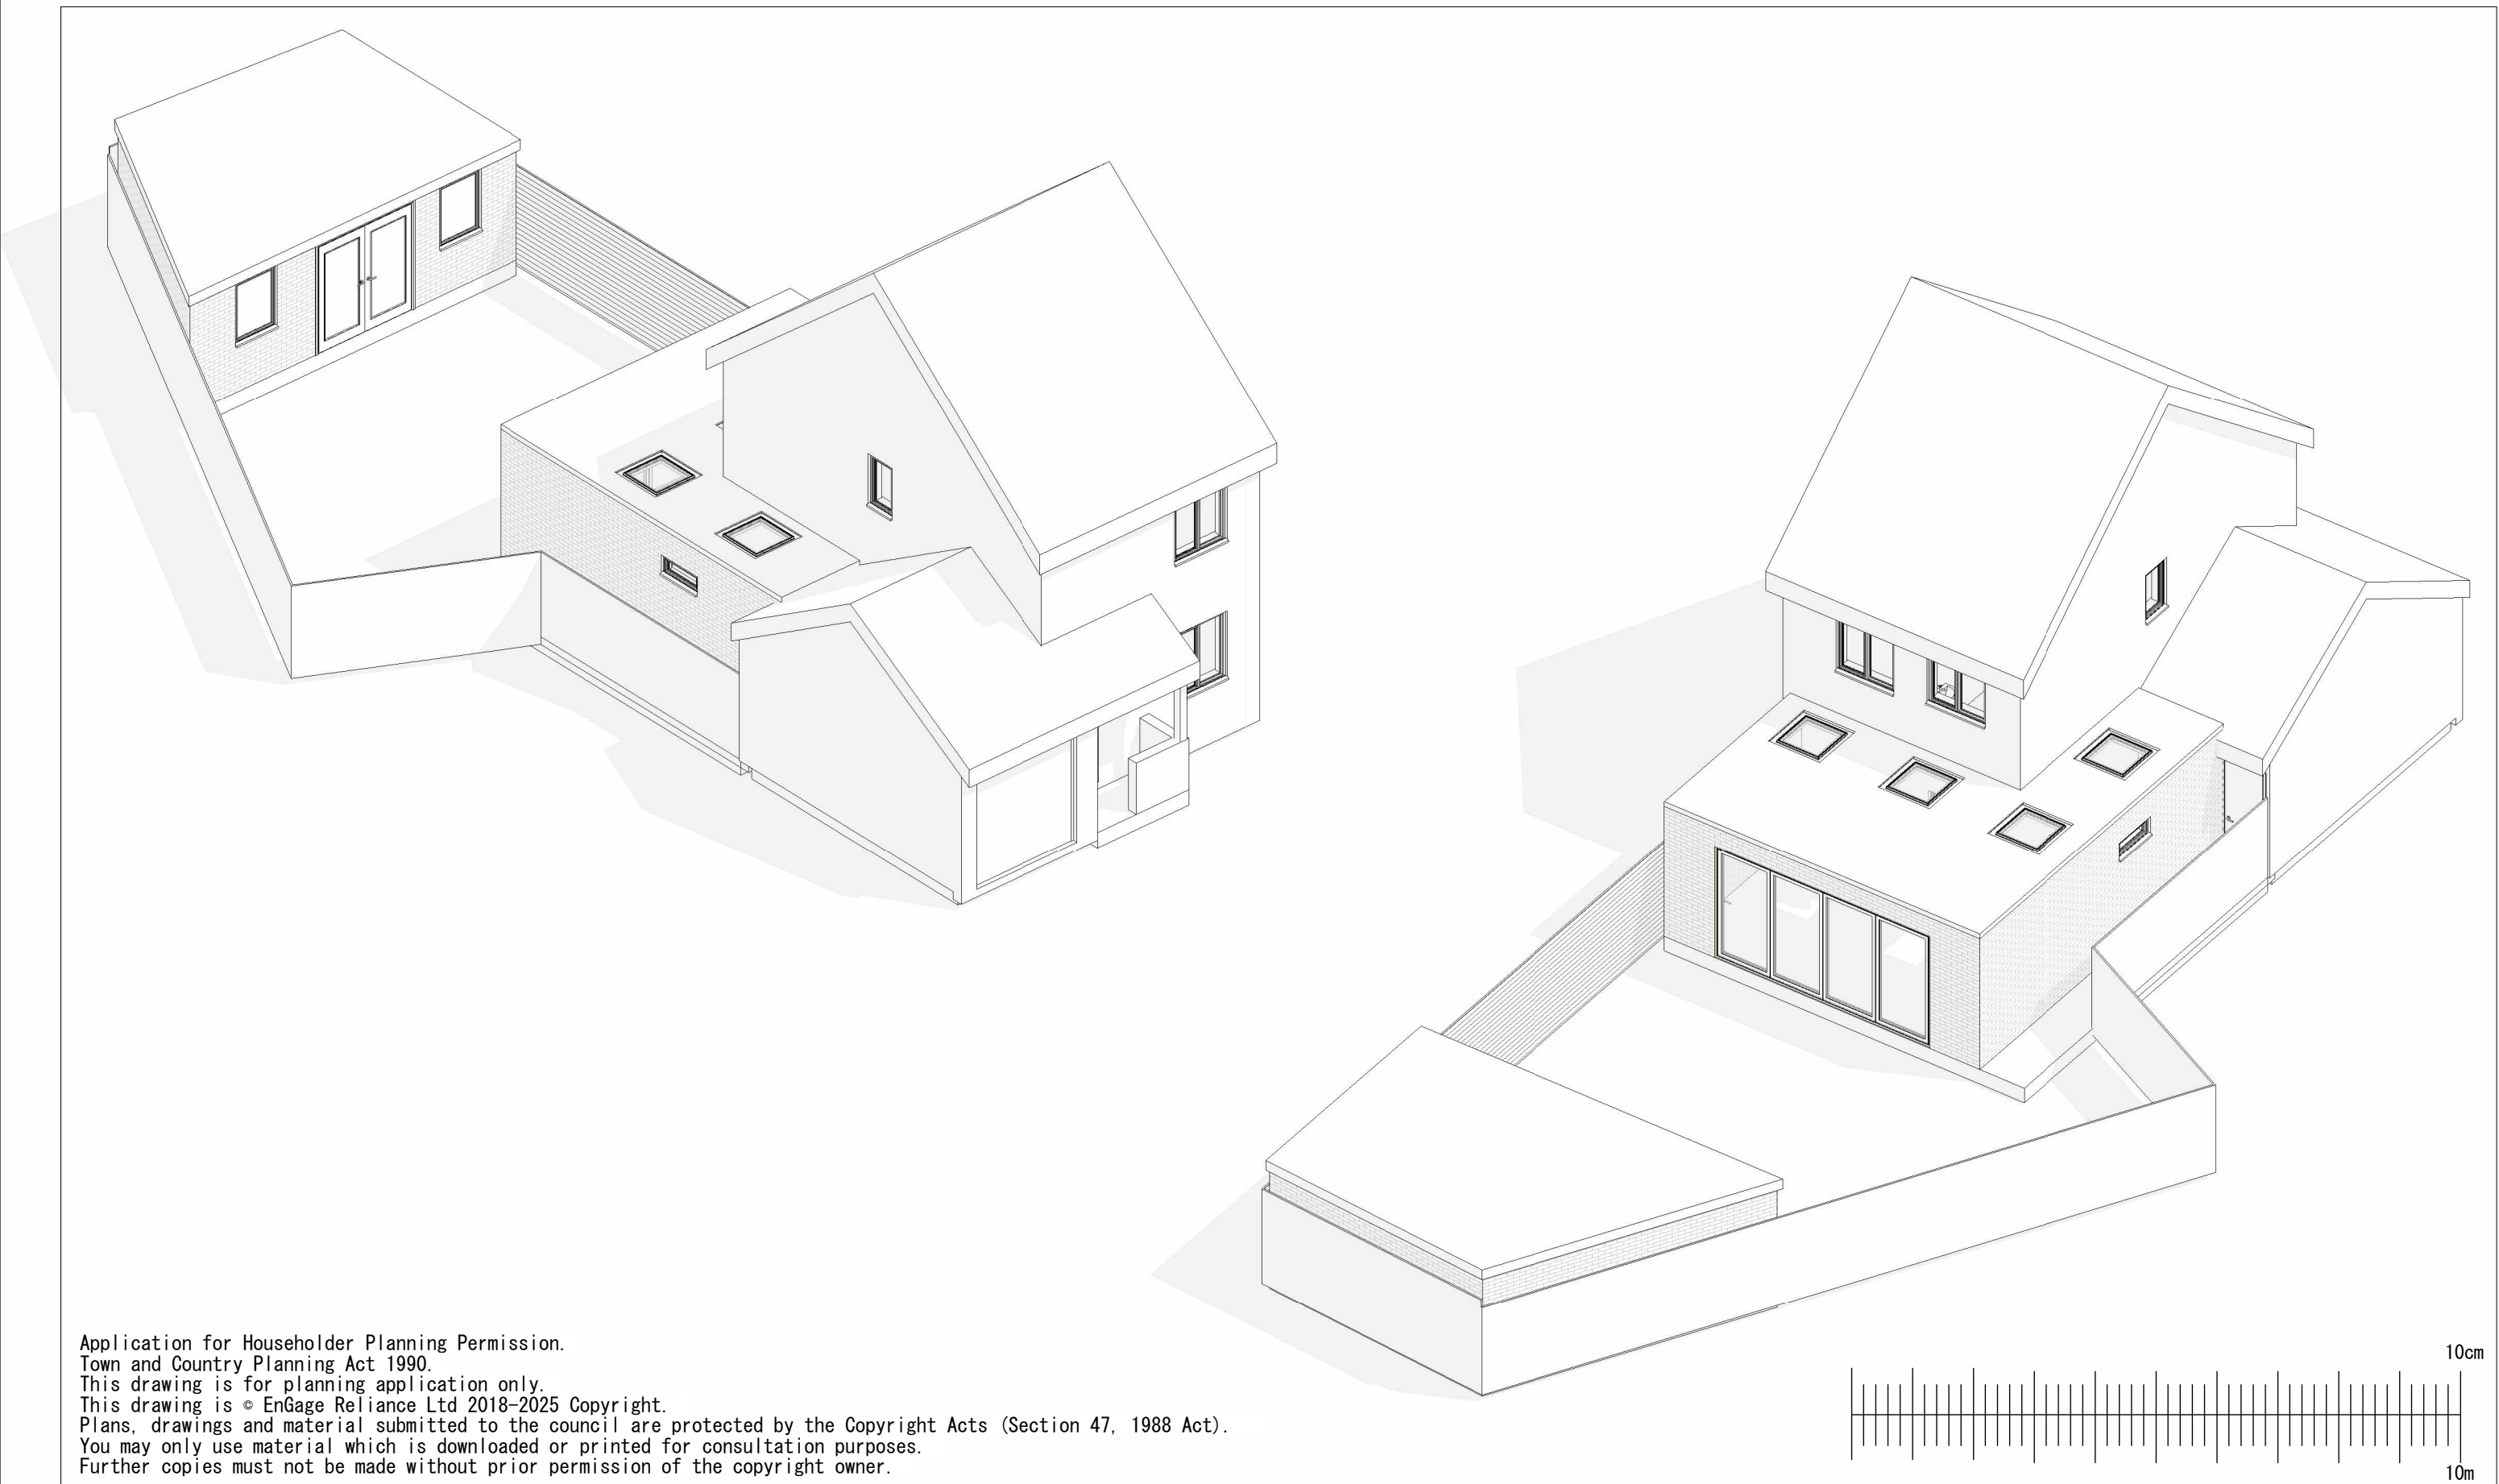 Application for Householder Planning Permission.
Town and Country Planning Act 1990.
This drawing is for planning application only.
This drawing is © EnGage Reliance Ltd 2018-2025 Copyright.
Plans, drawings and material submitted to the council are protected by the Copyright Acts (Section 47, 1988 Act).
You may only use material which is downloaded or printed for consultation purposes.
Further copies must not be made without prior permission of the copyright owner.
10cm
10m